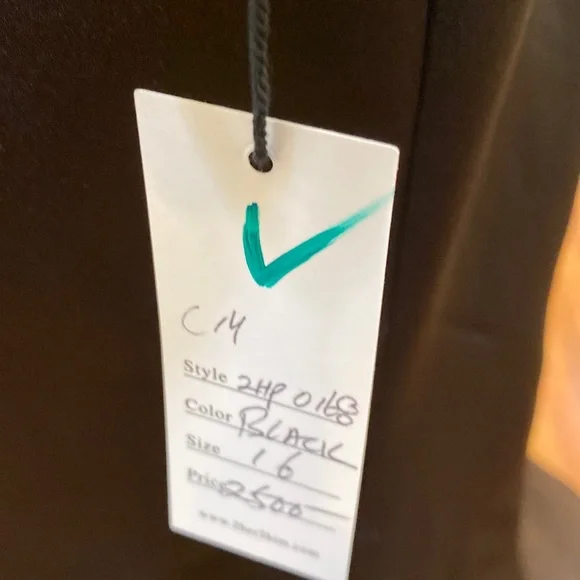 CM
Style 2HP 0168
Color BLACK
Size 16
Price 2500